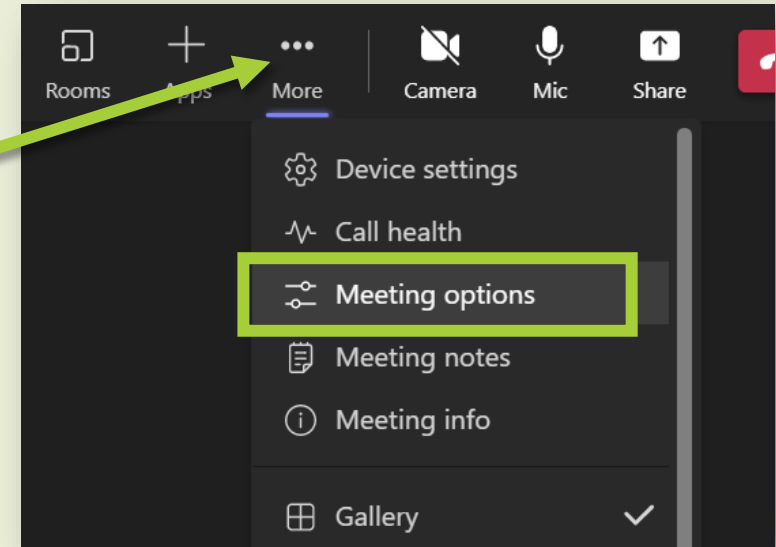 Rooms Apps More Camera Mic Share
Device settings
Call health
Meeting options
Meeting notes
Meeting info
Gallery